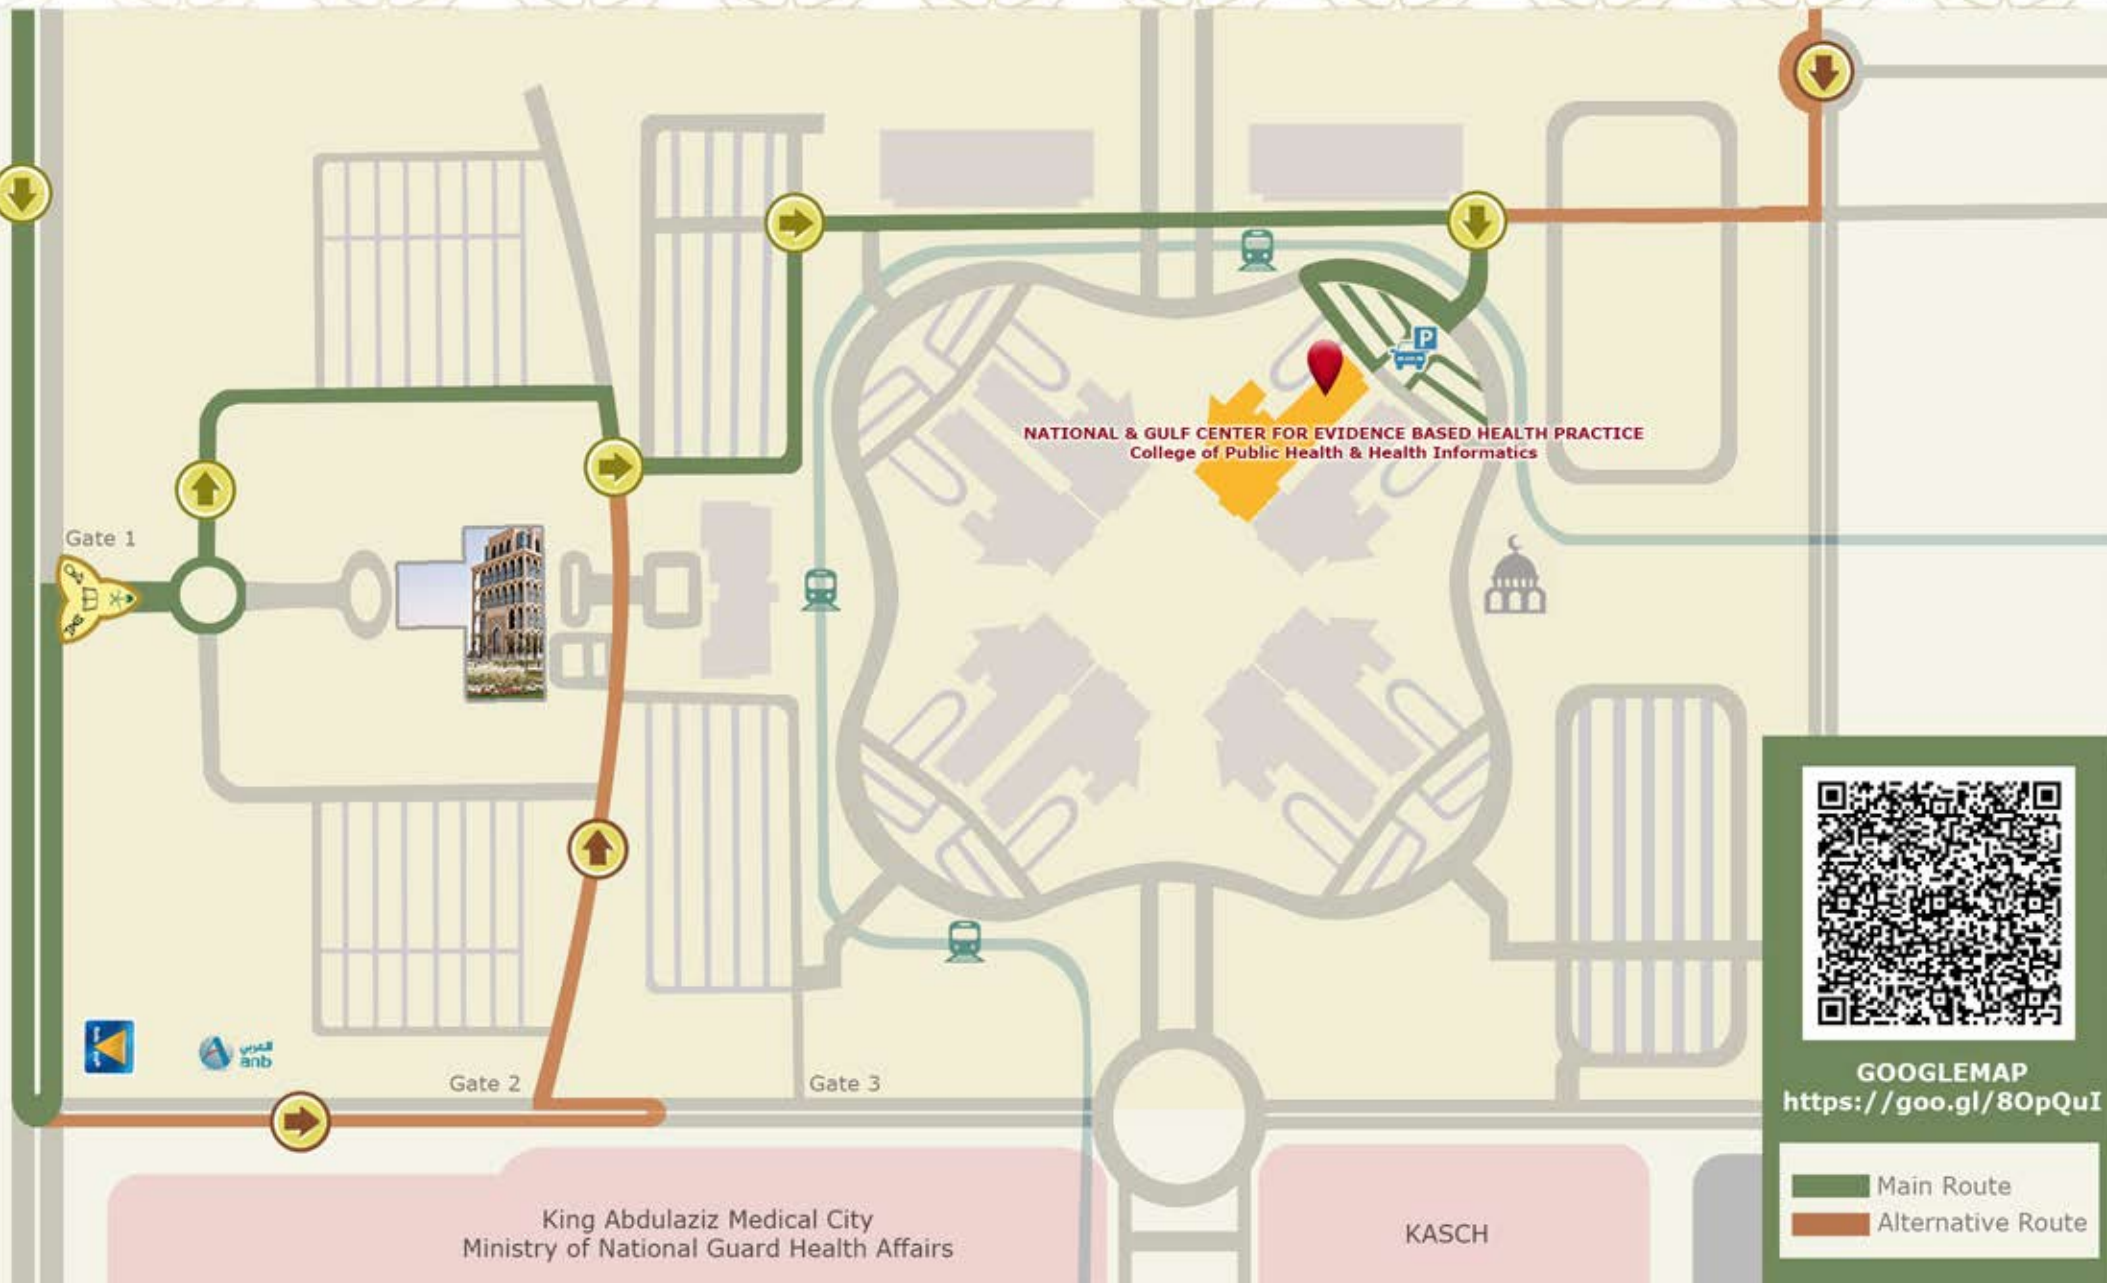 P
NATIONAL & GULF CENTER FOR EVIDENCE BASED HEALTH PRACTICE
College of Public Health & Health Informatics
Gate 1
العربي
anb
Gate 2
Gate 3
GOOGLEMAP
https://goo.gl/8OpQuI
Main Route
Alternative Route
King Abdulaziz Medical City
Ministry of National Guard Health Affairs
KASCH